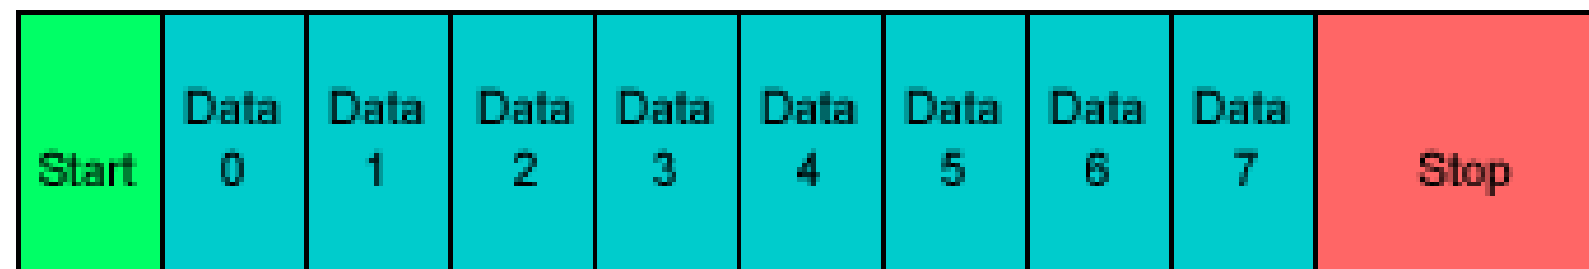 Start
Data 0
Data 1
Data 2
Data 3
Data 4
Data 5
Data 6
Data 7
Stop